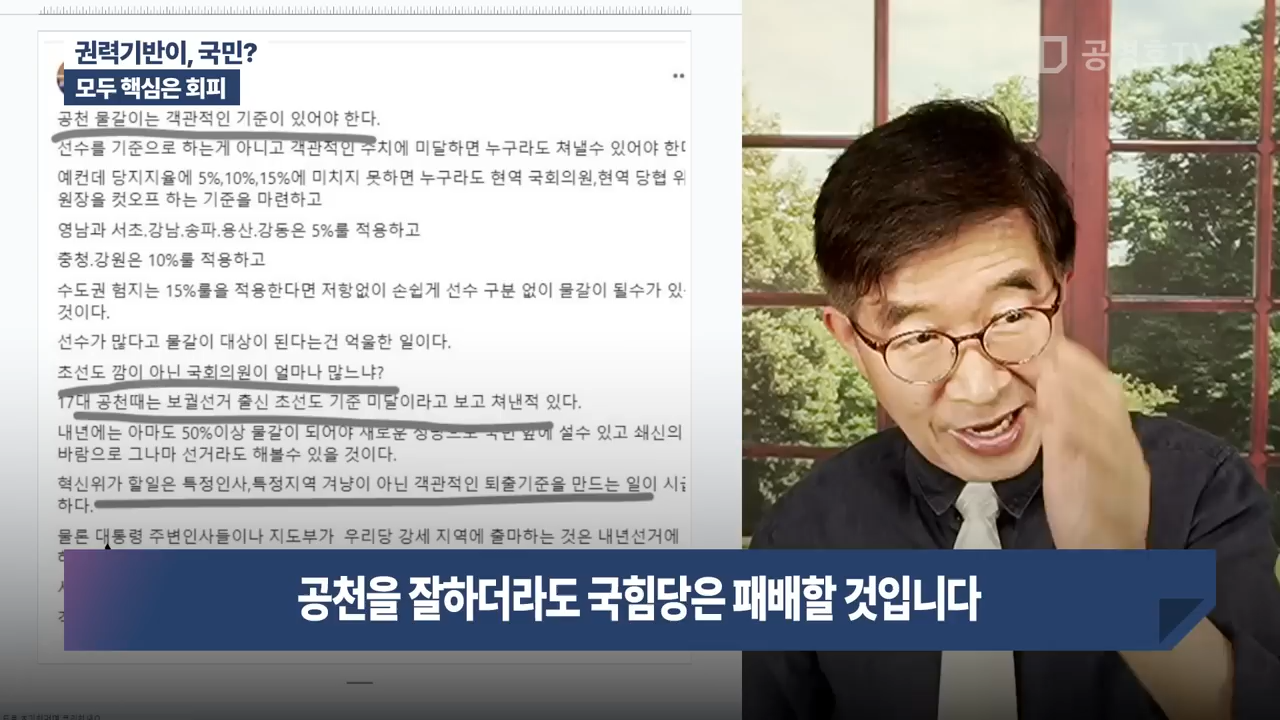 권력기반이, 국민?
모두 핵심은 회피
공병호TV
공천 물갈이는 객관적인 기준이 있어야 한다.
선수를 기준으로 하는게 아니고 객관적인 수치에 미달하면 누구라도 쳐낼수 있어야 한
예컨데 당지지율에 5%,10%,15%에 미치지 못하면 누구라도 현역 국회의원,현역 당협 위
원장을 컷오프 하는 기준을 마련하고
영남과 서초.강남.송파.용산.강동은 5%룰 적용하고
충청.강원은 10%룰 적용하고
수도권 험지는 15%룰을 적용한다면 저항없이 손쉽게 선수 구분 없이 물갈이 될수가 있
것이다.
선수가 많다고 물갈이 대상이 된다는건 억울한 일이다.
초선도 깜이 아닌 국회의원이 얼마나 많느냐?
17대 공천때는 보궐선거 출신 초선도 기준 미달이라고 보고 쳐낸적 있다.
내년에는 아마도 50%이상 물갈이 되어야 새로운 정당으로 국민 앞에 설수 있고 쇄신의
바람으로 그나마 선거라도 해볼수 있을 것이다.
혁신위가 할일은 특정인사,특정지역 겨냥이 아닌 객관적인 퇴출기준을 만드는 일이 시급
하다.
물론 대통령 주변인사들이나 지도부가 우리당 강세 지역에 출마하는 것은 내년선거에
공천을 잘하더라도 국힘당은 패배할 것입니다